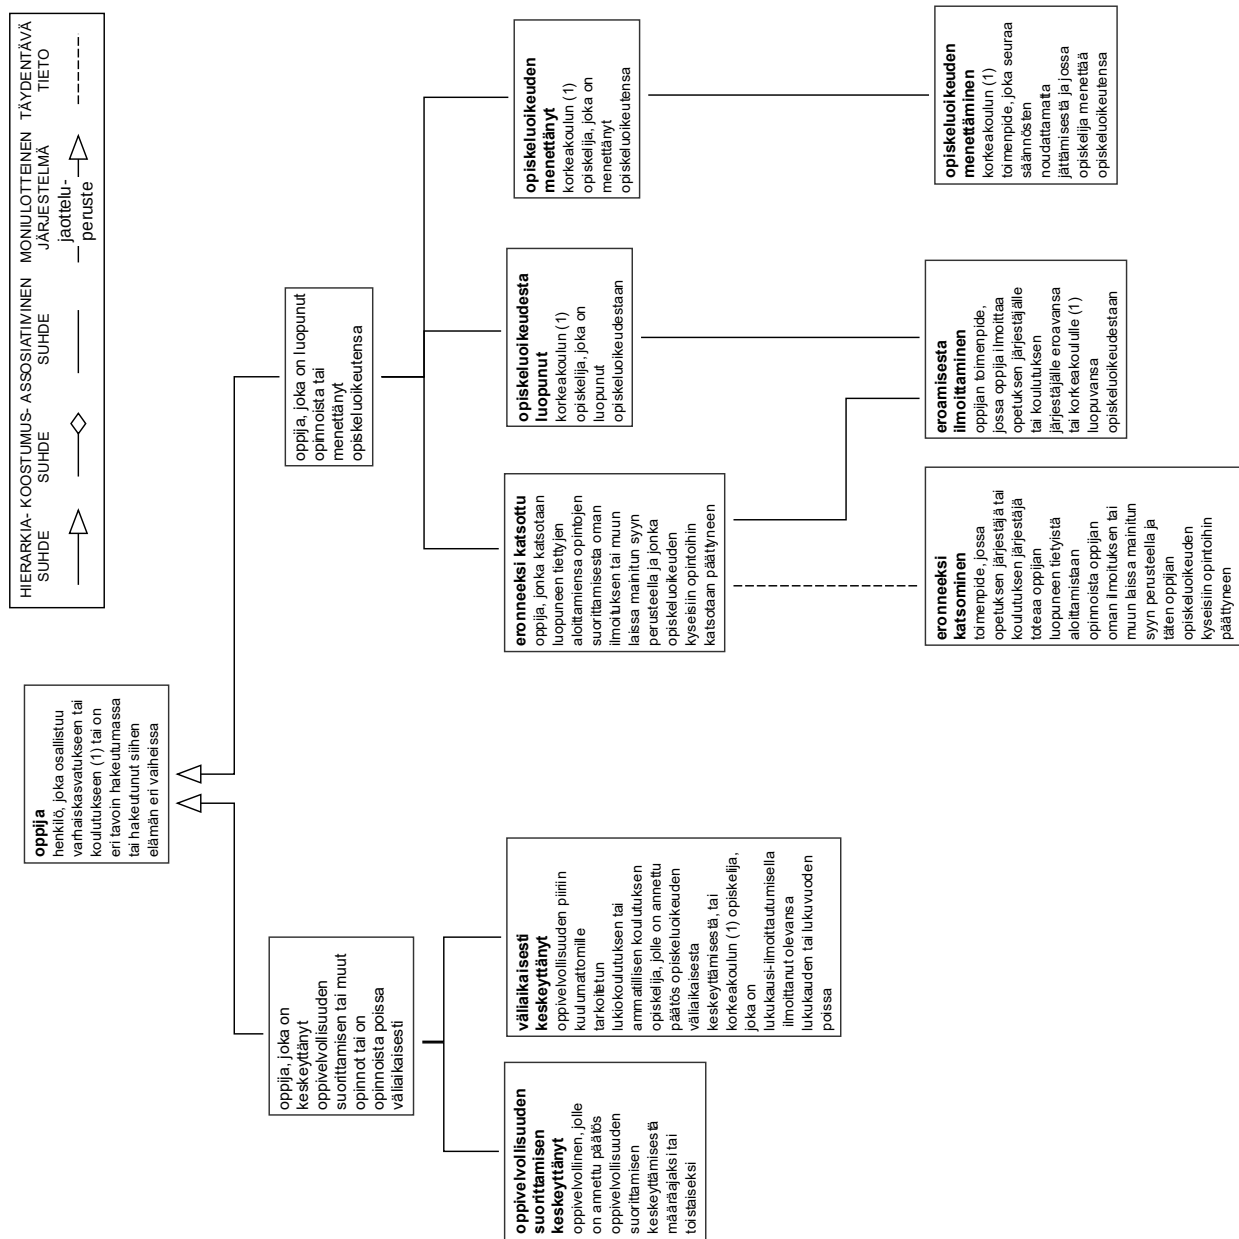 HIERARKIA- KOOSTUMUS- ASSOSIATIIVINEN MONIULOTTEINEN TÄYDENTÄVÄ
SUHDE SUHDE SUHDE JÄRJESTELMÄ TIETO
jaottelu-
peruste
oppija
henkilö, joka osallistuu
varhaiskasvatukseen tai
koulutukseen (1) tai on
eri tavoin hakeutumassa
tai hakeutunut siihen
elämän eri vaiheissa
oppija, joka on
keskeyttänyt
oppivelvollisuuden
suorittamisen tai muut
opinnot tai on
opinnoista poissa
väliaikaisesti
oppija, joka on luopunut
opinnoista tai
menettänyt
opiskeluoikeutensa
oppivelvollisuuden
suorittamisen
keskeyttänyt
oppivelvollinen, jolle
on annettu päätös
oppivelvollisuuden
suorittamisen
keskeyttämisestä
määräajaksi tai
toistaiseksi
väliaikaisesti
keskeyttänyt
oppivelvollisuuden piiriin
kuulumattomille
tarkoitetun
lukiokoulutuksen tai
ammatillisen koulutuksen
opiskelija, jolle on annettu
päätös opiskeluoikeuden
väliaikaisesta
keskeyttämisestä, tai
korkeakoulun (1) opiskelija,
joka on
lukukausi-ilmoittautumisella
ilmoittanut olevansa
lukukauden tai lukuvuoden
poissa
eronneeksi katsottu
oppija, jonka katsotaan
luopuneen tiettyjen
aloittamiensa opintojen
suorittamisesta oman
ilmoituksen tai muun
laissa mainitun syyn
perusteella ja jonka
opiskeluoikeuden
kyseisiin opintoihin
katsotaan päättyneen
opiskeluoikeudesta
luopunut
korkeakoulun (1)
opiskelija, joka on
luopunut
opiskeluoikeudestaan
opiskeluoikeuden
menettänyt
korkeakoulun (1)
opiskelija, joka on
menettänyt
opiskeluoikeutensa
eronneeksi
katsominen
toimenpide, jossa
opetuksen järjestäjä tai
koulutuksen järjestäjä
toteaa oppijan
luopuneen tietyistä
aloittamistaan
opinnoista oppijan
oman ilmoituksen tai
muun laissa mainitun
syyn perusteella ja
täten oppijan
opiskeluoikeuden
kyseisiin opintoihin
päättyneen
eroamisesta
ilmoittaminen
oppijan toimenpide,
jossa oppija ilmoittaa
opetuksen järjestäjälle
tai koulutuksen
järjestäjälle eroavansa
tai korkeakoululle (1)
luopuvansa
opiskeluoikeudestaan
opiskeluoikeuden
menettäminen
korkeakoulun (1)
toimenpide, joka seuraa
säännösten
noudattamatta
jättämisestä ja jossa
opiskelija menettää
opiskeluoikeutensa